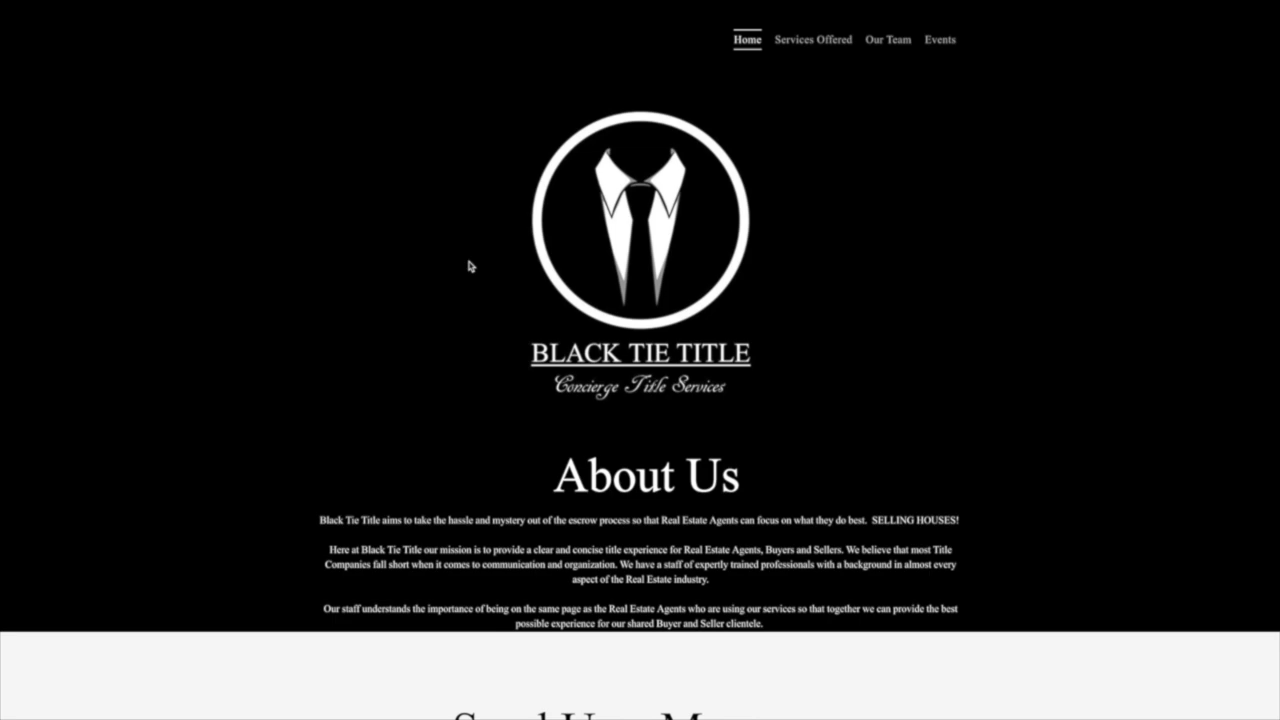 Home Services Offered Our Team Events
BLACK TIE TITLE
Concierge Title Services
About Us
Black Tie Title aims to take the hassle and mystery out of the escrow process so that Real Estate Agents can focus on what they do best. SELLING HOUSES!
Here at Black Tie Title our mission is to provide a clear and concise title experience for Real Estate Agents, Buyers and Sellers. We believe that most Title
Companies fall short when it comes to communication and organization. We have a staff of expertly trained professionals with a background in almost every
aspect of the Real Estate industry.
Our staff understands the importance of being on the same page as the Real Estate Agents who are using our services so that together we can provide the best
possible experience for our shared Buyer and Seller clientele.